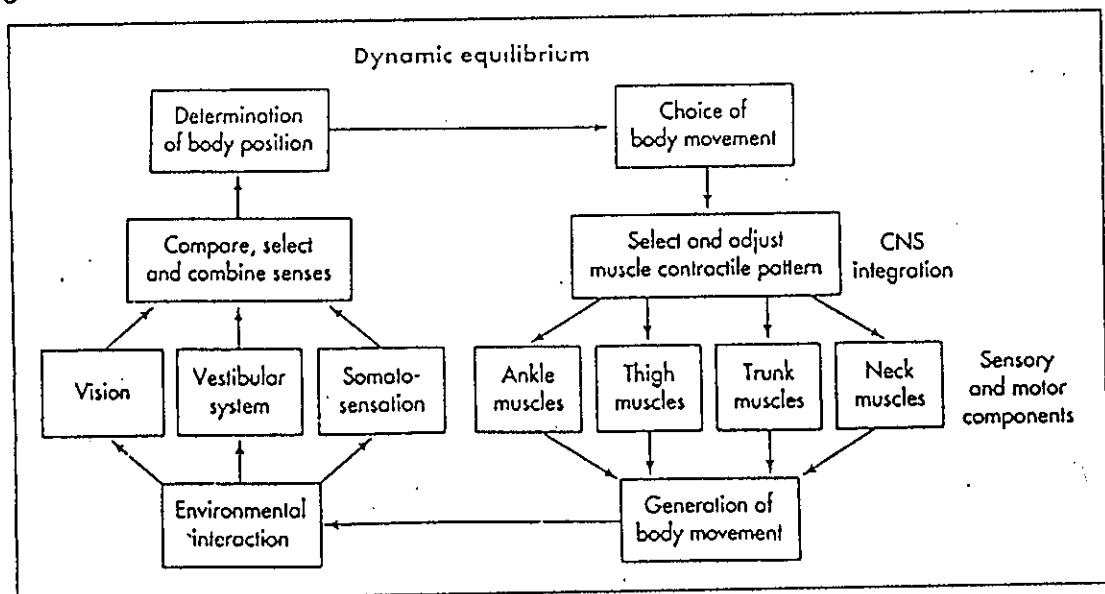 Dynamic equilibrium
Determination
of body position
Choice of
body movement
Compare, select
and combine senses
Select and adjust
muscle contractile pattern
CNS
integration
Vision
Vestibular
system
Somato-
sensation
Ankle
muscles
Thigh
muscles
Trunk
muscles
Neck
muscles
Sensory
and motor
components
Environmental
interaction
Generation of
body movement